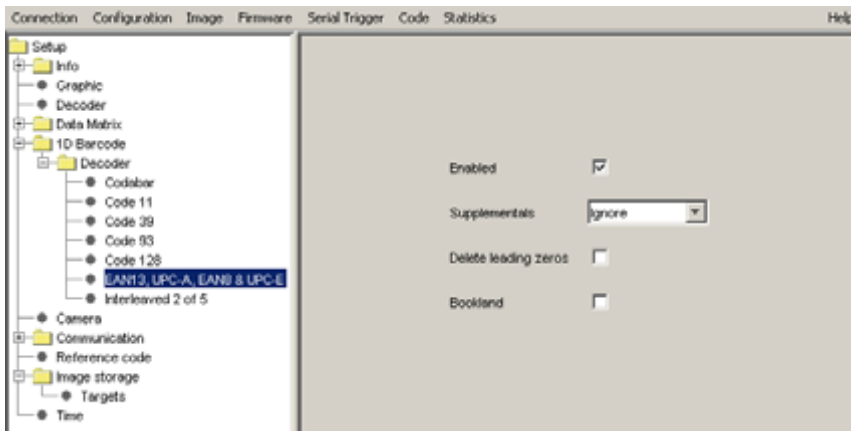 Connection Configuration Image Firmware Serial Trigger Code Statistics Help
Setup
Info
Graphic
Decoder
Data Matrix
1D Barcode
Decoder
Codabar
Code 11
Code 39
Code 93
Code 128
EAN13, UPC-A, EAN8 & UPC-E
Interleaved 2 of 5
Camera
Communication
Reference code
Image storage
Targets
Time
Enabled
Supplementals Ignore
Delete leading zeros
Bookland